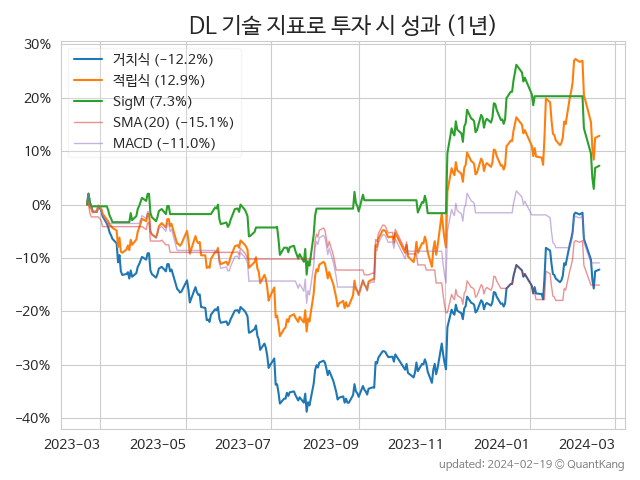 DL 기술 지표로 투자 시 성과 (1년)
30%
20%
10%
0%
−10%
−20%
−30%
−40%
거치식 (−12.2%)
적립식 (12.9%)
SigM (7.3%)
SMA(20) (−15.1%)
MACD (−11.0%)
2023-03
2023-05
2023-07
2023-09
2023-11
2024-01
2024-03
updated: 2024-02-19 ⓒ QuantKang